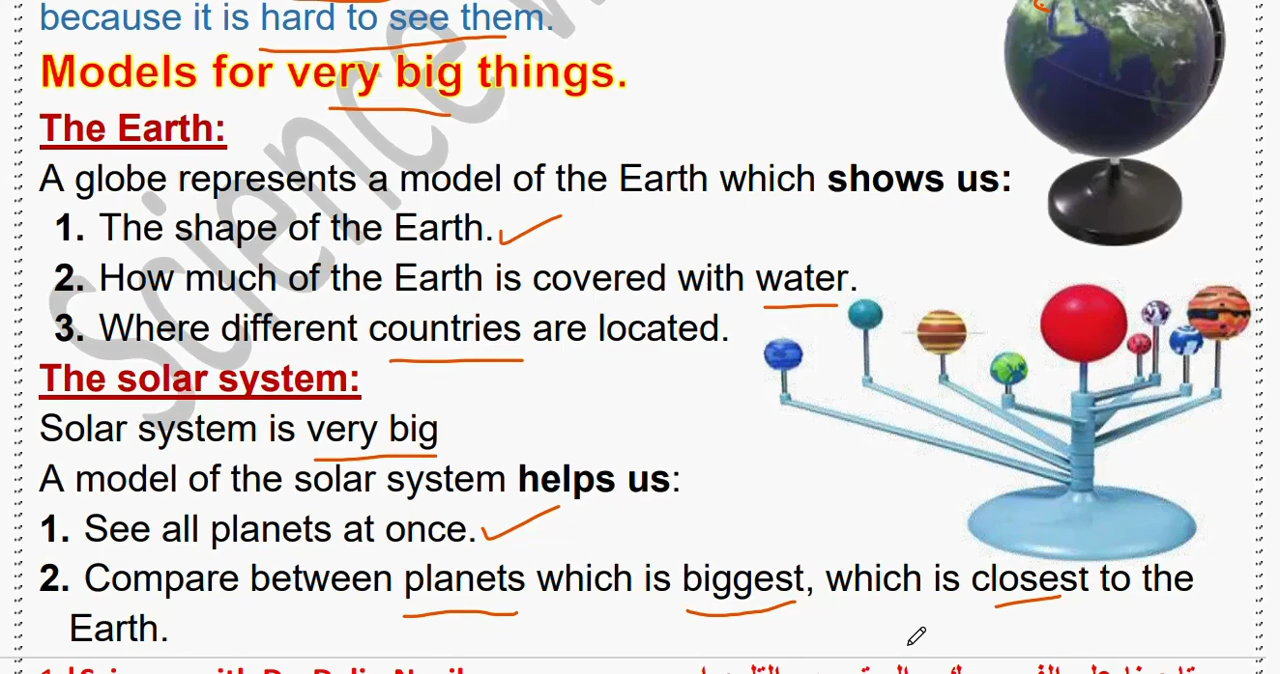 because it is hard to see them.
Models for very big things.
The Earth:
A globe represents a model of the Earth which shows us:
1. The shape of the Earth.
2. How much of the Earth is covered with water.
3. Where different countries are located.
The solar system:
Solar system is very big
A model of the solar system helps us:
1. See all planets at once.
2. Compare between planets which is biggest, which is closest to the
Earth.
Science